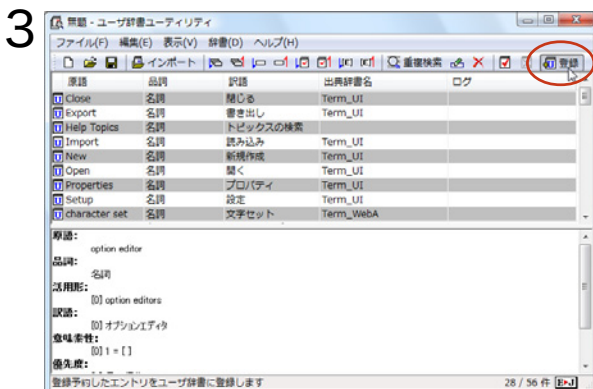 3
無題 - ユーザ辞書ユーティリティ
ファイル(F) 編集(E) 表示(V) 辞書(D) ヘルプ(H)
インポート 重複検索 登録
原語 品詞 訳語 出典辞書名 ログ
Close 名詞 閉じる Term_UI
Export 名詞 書き出し Term_UI
Help Topics 名詞 トピックスの検索
Import 名詞 読み込み Term_UI
New 名詞 新規作成 Term_UI
Open 名詞 開く Term_UI
Properties 名詞 プロパティ Term_UI
Setup 名詞 設定 Term_UI
character set 名詞 文字セット Term_WebA
原語:
option editor
品詞:
名詞
活用形:
[0] option editors
訳語:
[0] オプションエディタ
意味素性:
[0] 1 = [ ]
優先度:
登録予約したエントリをユーザ辞書に登録します 28 / 56 件 E▸J